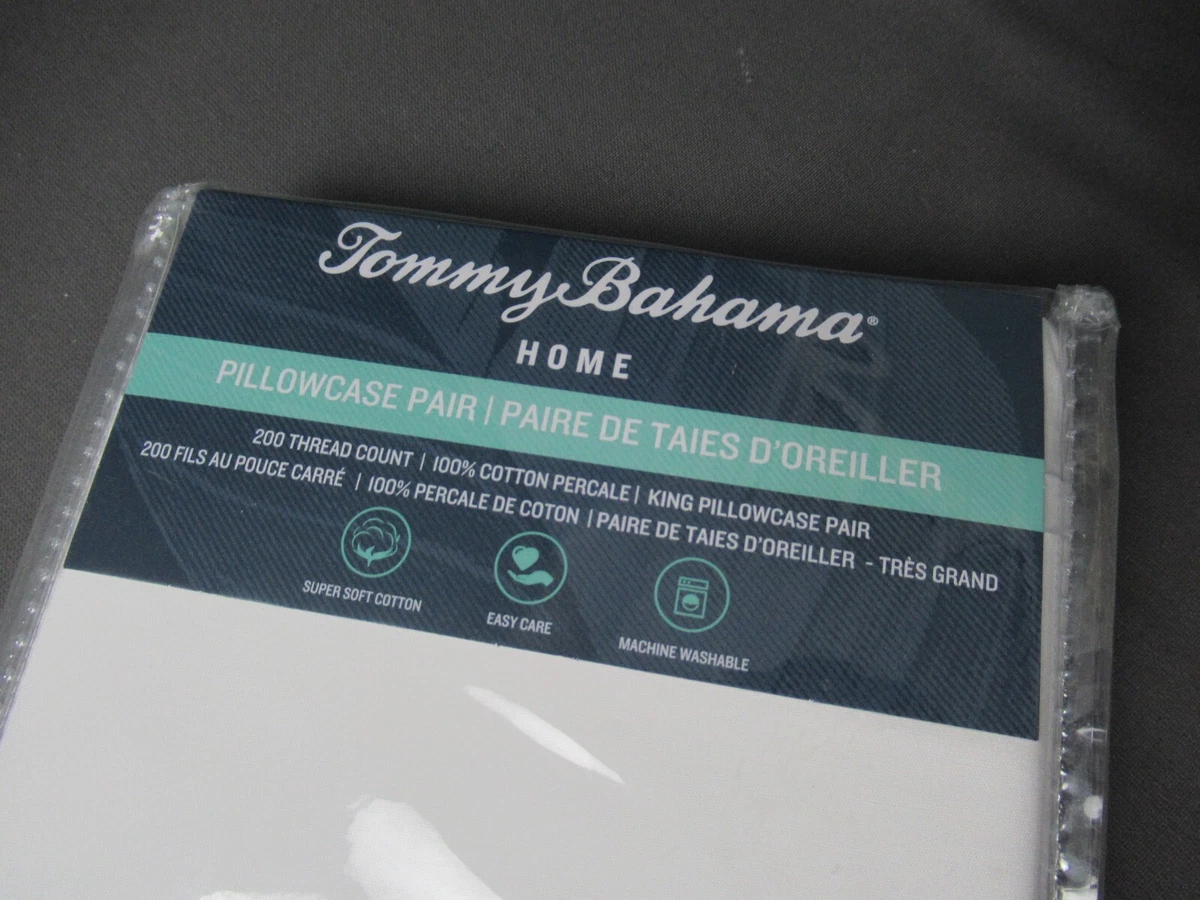 Tommy Bahama®
HOME
PILLOWCASE PAIR | PAIRE DE TAIES D'OREILLER
200 THREAD COUNT | 100% COTTON PERCALE | KING PILLOWCASE PAIR
200 FILS AU POUCE CARRÉ | 100% PERCALE DE COTON | PAIRE DE TAIES D'OREILLER - TRÈS GRAND
SUPER SOFT COTTON
EASY CARE
MACHINE WASHABLE